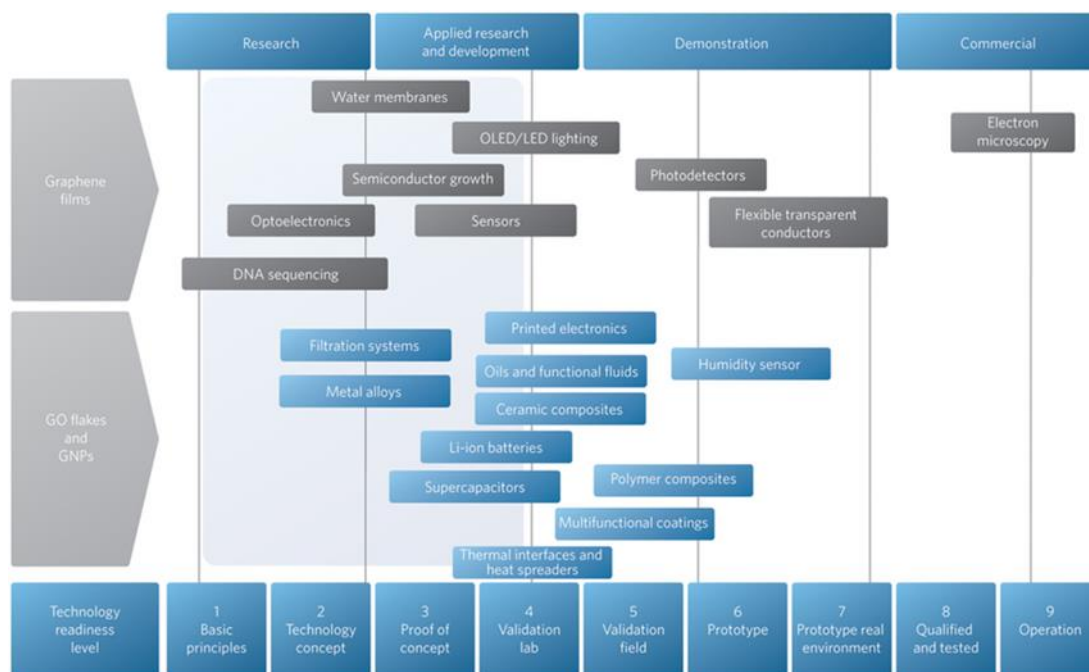 Research
Applied research
and development
Demonstration
Commercial
Graphene
films
Water membranes
OLED/LED lighting
Electron
microscopy
Semiconductor growth
Photodetectors
Optoelectronics
Sensors
Flexible transparent
conductors
DNA sequencing
GO flakes
and
GNPs
Printed electronics
Filtration systems
Humidity sensor
Oils and functional fluids
Metal alloys
Ceramic composites
Li-ion batteries
Supercapacitors
Polymer composites
Multifunctional coatings
Thermal interfaces and
heat spreaders
Technology
readiness
level
1
Basic
principles
2
Technology
concept
3
Proof of
concept
4
Validation
lab
5
Validation
field
6
Prototype
7
Prototype real
environment
8
Qualified
and tested
9
Operation